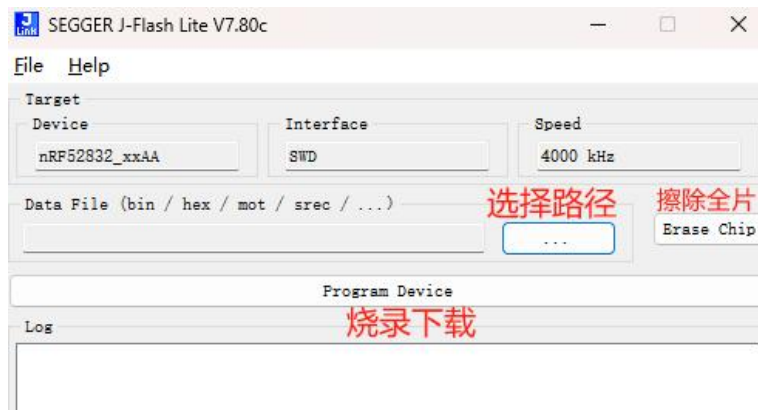 J Link SEGGER J-Flash Lite V7.80c
File Help
Target
Device Interface Speed
nRF52832_xxAA SWD 4000 kHz
Data File (bin / hex / mot / srec / ...) 选择路径 擦除全片
... Erase Chip
Program Device
Log 烧录下载